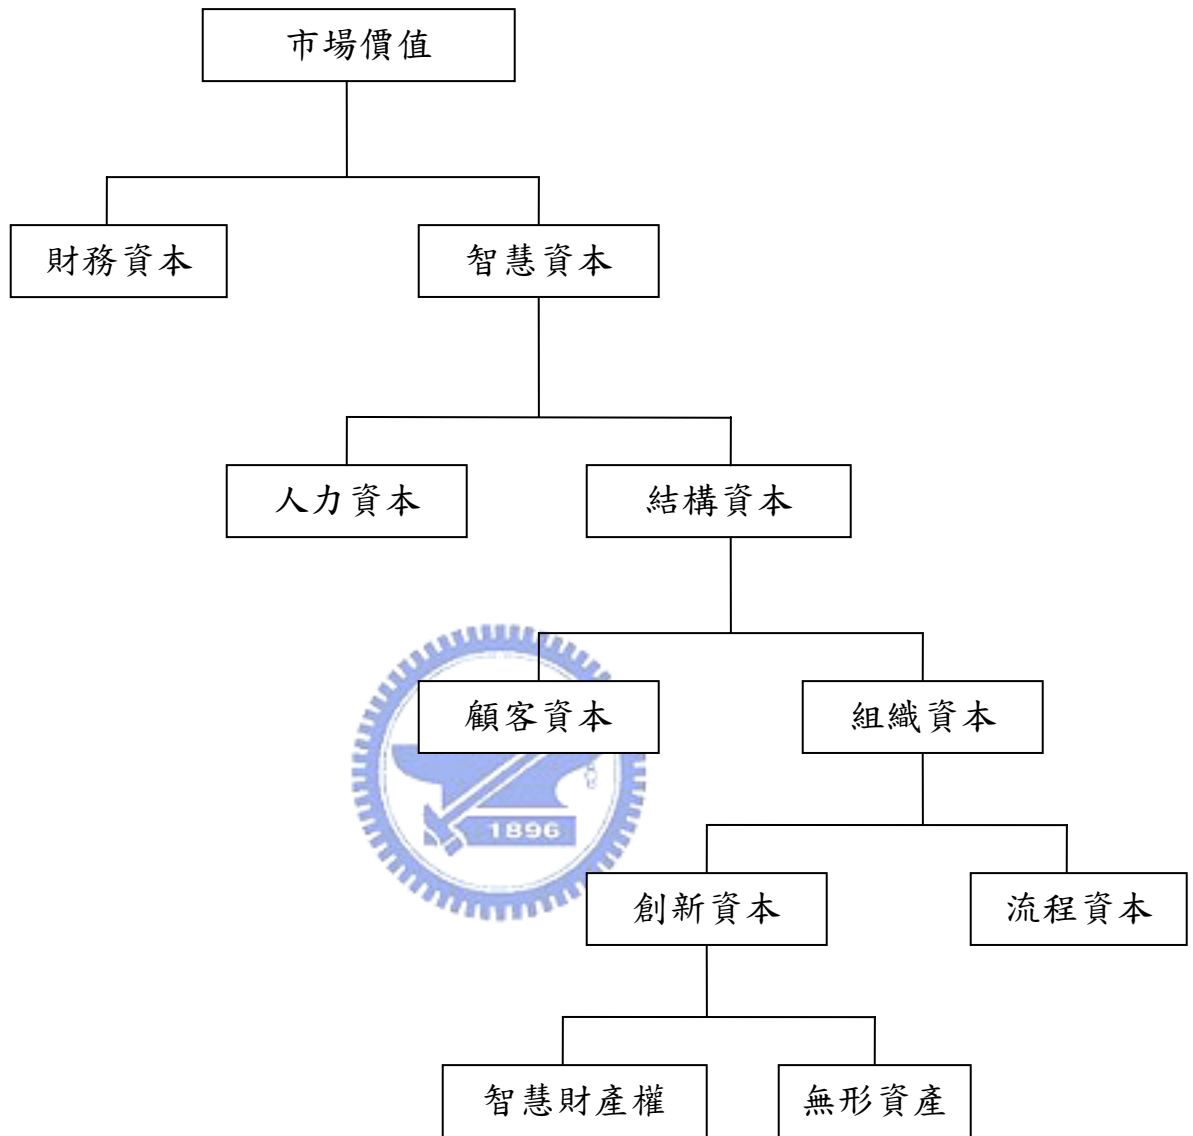 市場價值
財務資本
智慧資本
人力資本
結構資本
顧客資本
組織資本
1896
創新資本
流程資本
智慧財產權
無形資產